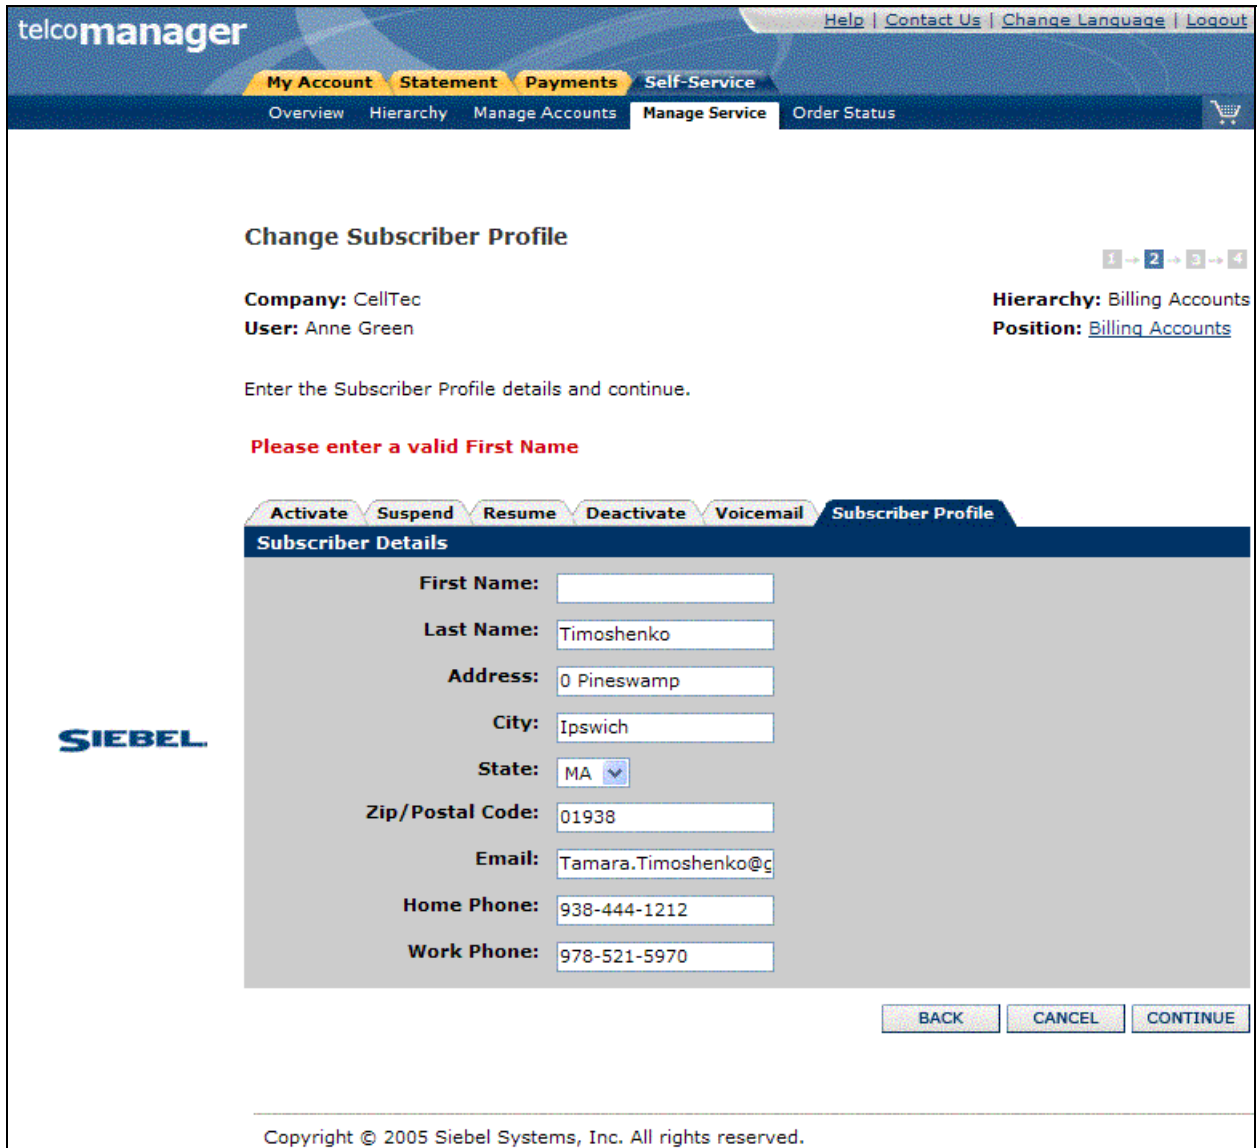 telcomanager
Help | Contact Us | Change Language | Logout
My Account Statement Payments Self-Service
Overview Hierarchy Manage Accounts Manage Service Order Status
Change Subscriber Profile
1 → 2 → 3 → 4
Company: CellTec
Hierarchy: Billing Accounts
User: Anne Green
Position: Billing Accounts
Enter the Subscriber Profile details and continue.
Please enter a valid First Name
Activate Suspend Resume Deactivate Voicemail Subscriber Profile
Subscriber Details
First Name:
Last Name: Timoshenko
Address: 0 Pineswamp
City: Ipswich
SIEBEL.
State: MA
Zip/Postal Code: 01938
Email: Tamara.Timoshenko@g
Home Phone: 938-444-1212
Work Phone: 978-521-5970
BACK CANCEL CONTINUE
Copyright © 2005 Siebel Systems, Inc. All rights reserved.